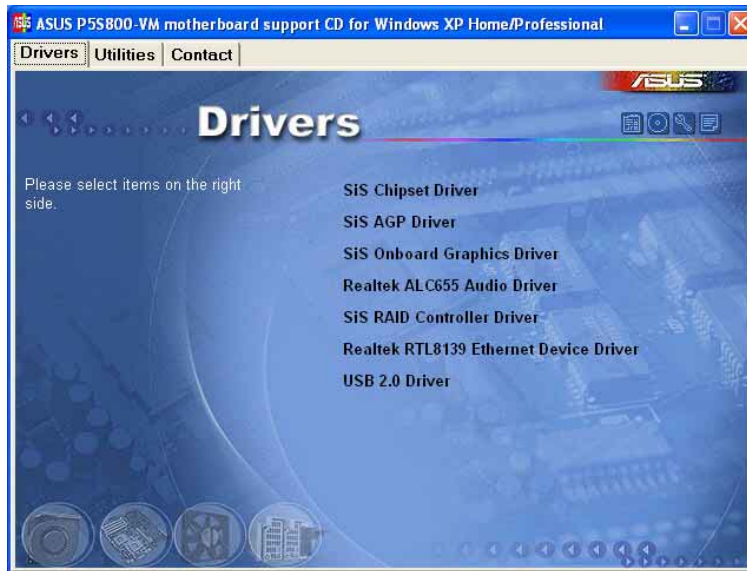 ASUS P5S800-VM motherboard support CD for Windows XP Home/Professional
Drivers Utilities Contact
ASUS
Drivers
Please select items on the right
side.
SiS Chipset Driver
SiS AGP Driver
SiS Onboard Graphics Driver
Realtek ALC655 Audio Driver
SiS RAID Controller Driver
Realtek RTL8139 Ethernet Device Driver
USB 2.0 Driver